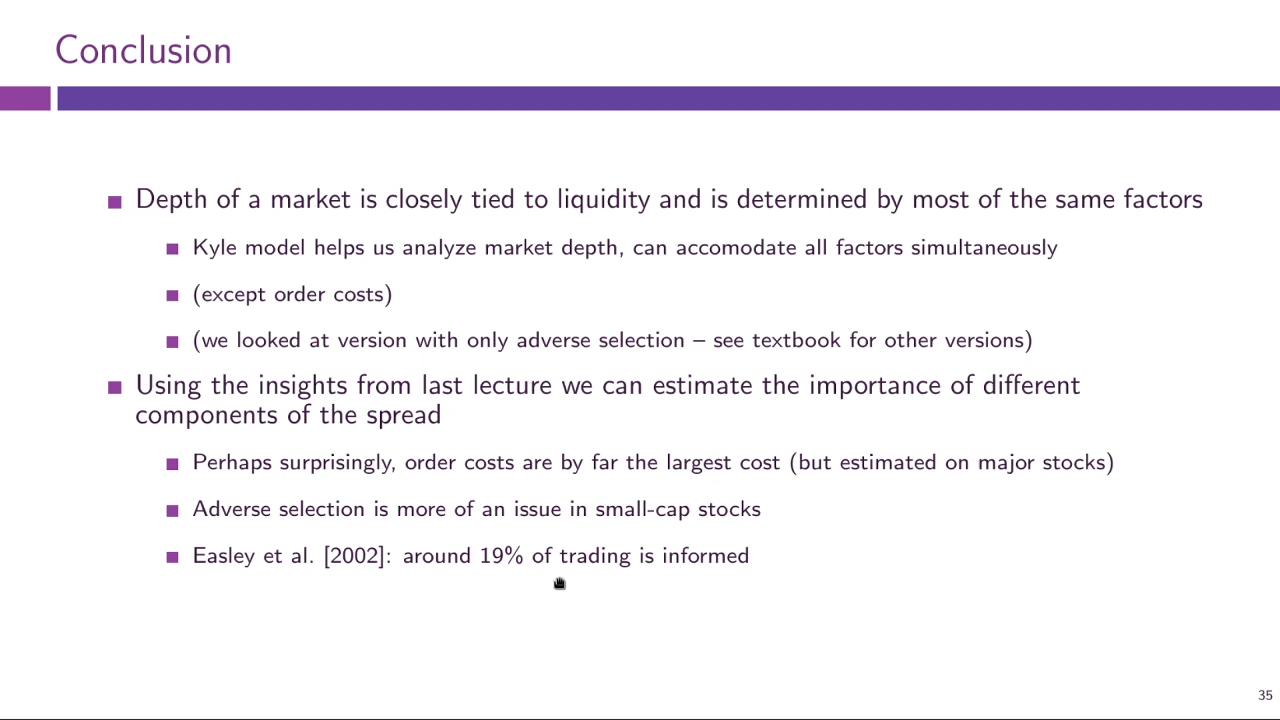 Conclusion
Depth of a market is closely tied to liquidity and is determined by most of the same factors
Kyle model helps us analyze market depth, can accomodate all factors simultaneously
(except order costs)
(we looked at version with only adverse selection – see textbook for other versions)
Using the insights from last lecture we can estimate the importance of different
components of the spread
Perhaps surprisingly, order costs are by far the largest cost (but estimated on major stocks)
Adverse selection is more of an issue in small-cap stocks
Easley et al. [2002]: around 19% of trading is informed
35